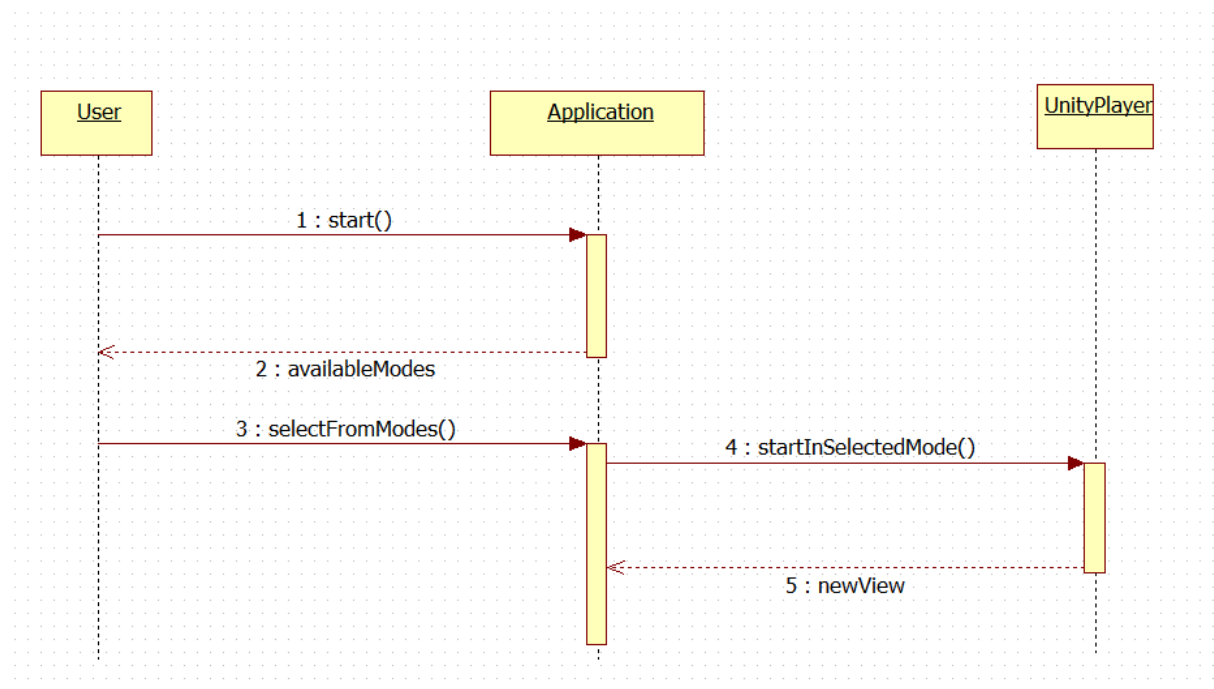 User
Application
UnityPlayer
1 : start()
2 : availableModes
3 : selectFromModes()
4 : startInSelectedMode()
5 : newView